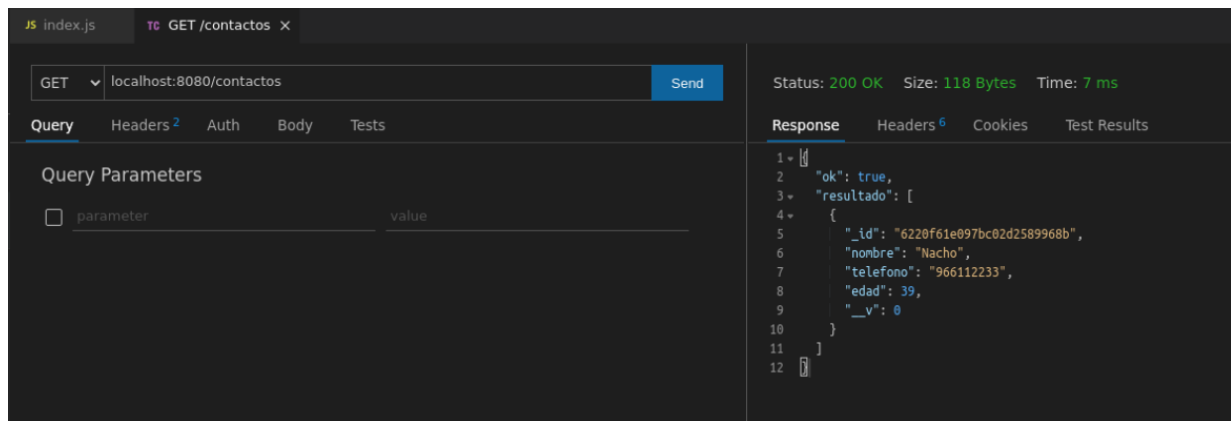 JS index.js TC GET /contactos ×
GET localhost:8080/contactos Send
Query Headers 2 Auth Body Tests
Query Parameters
parameter value
Status: 200 OK Size: 118 Bytes Time: 7 ms
Response Headers 6 Cookies Test Results
1 {
2 "ok": true,
3 "resultado": [
4 {
5 "_id": "6220f61e097bc02d2589968b",
6 "nombre": "Nacho",
7 "telefono": "966112233",
8 "edad": 39,
9 "__v": 0
10 }
11 ]
12 }